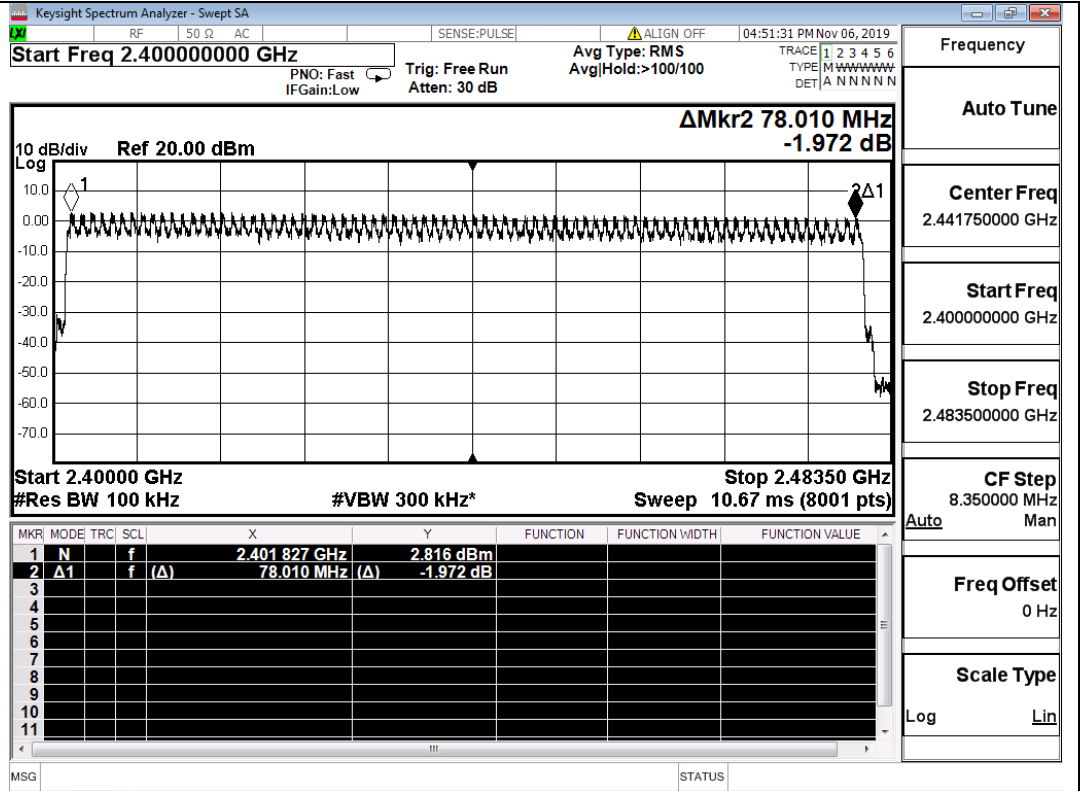 Keysight Spectrum Analyzer - Swept SA
LXI RF 50 Ω AC SENSE:PULSE ALIGN OFF 04:51:31 PM Nov 06, 2019
Start Freq 2.400000000 GHz
PNO: Fast
IFGain:Low
Trig: Free Run
Atten: 30 dB
Avg Type: RMS
Avg|Hold:>100/100
TRACE 1 2 3 4 5 6
TYPE M W W W W W
DET A N N N N N
ΔMkr2 78.010 MHz
-1.972 dB
10 dB/div Ref 20.00 dBm
Log
10.0
0.00
-10.0
-20.0
-30.0
-40.0
-50.0
-60.0
-70.0
1
2Δ1
Start 2.40000 GHz Stop 2.48350 GHz
#Res BW 100 kHz #VBW 300 kHz* Sweep 10.67 ms (8001 pts)
MKR MODE TRC SCL X Y FUNCTION FUNCTION WIDTH FUNCTION VALUE
1 N f 2.401 827 GHz 2.816 dBm
2 Δ1 f (Δ) 78.010 MHz (Δ) -1.972 dB
3
4
5
6
7
8
9
10
11
MSG STATUS
Frequency
Auto Tune
Center Freq
2.441750000 GHz
Start Freq
2.400000000 GHz
Stop Freq
2.483500000 GHz
CF Step
8.350000 MHz
Auto Man
Freq Offset
0 Hz
Scale Type
Log Lin